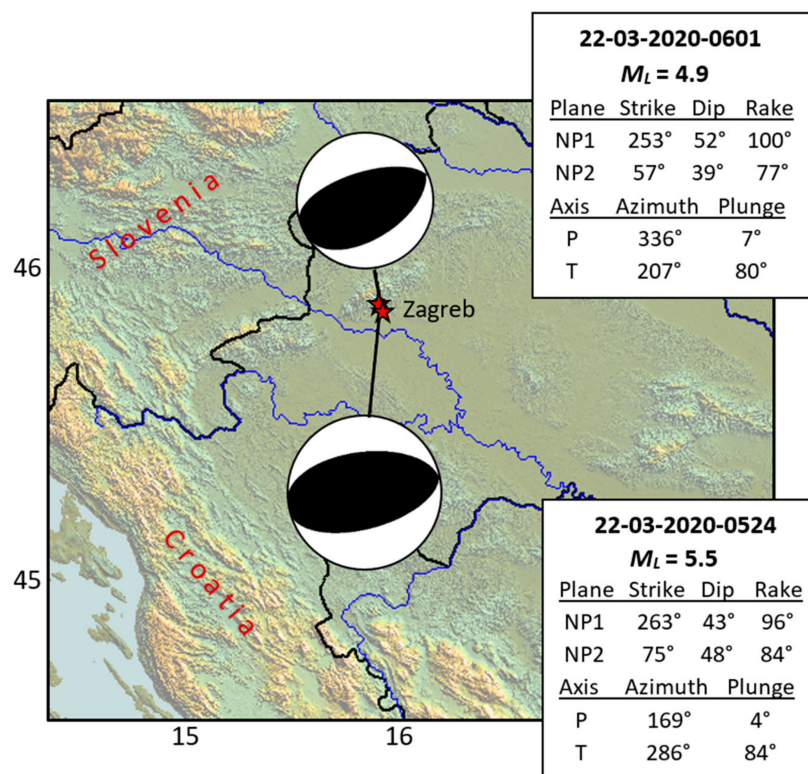 22-03-2020-0601
ML = 4.9
Plane Strike Dip Rake
NP1 253° 52° 100°
NP2 57° 39° 77°
Axis Azimuth Plunge
P 336° 7°
T 207° 80°
Slovenia
46
Zagreb
22-03-2020-0524
ML = 5.5
Plane Strike Dip Rake
NP1 263° 43° 96°
NP2 75° 48° 84°
Axis Azimuth Plunge
P 169° 4°
T 286° 84°
Croatia
45
15 16